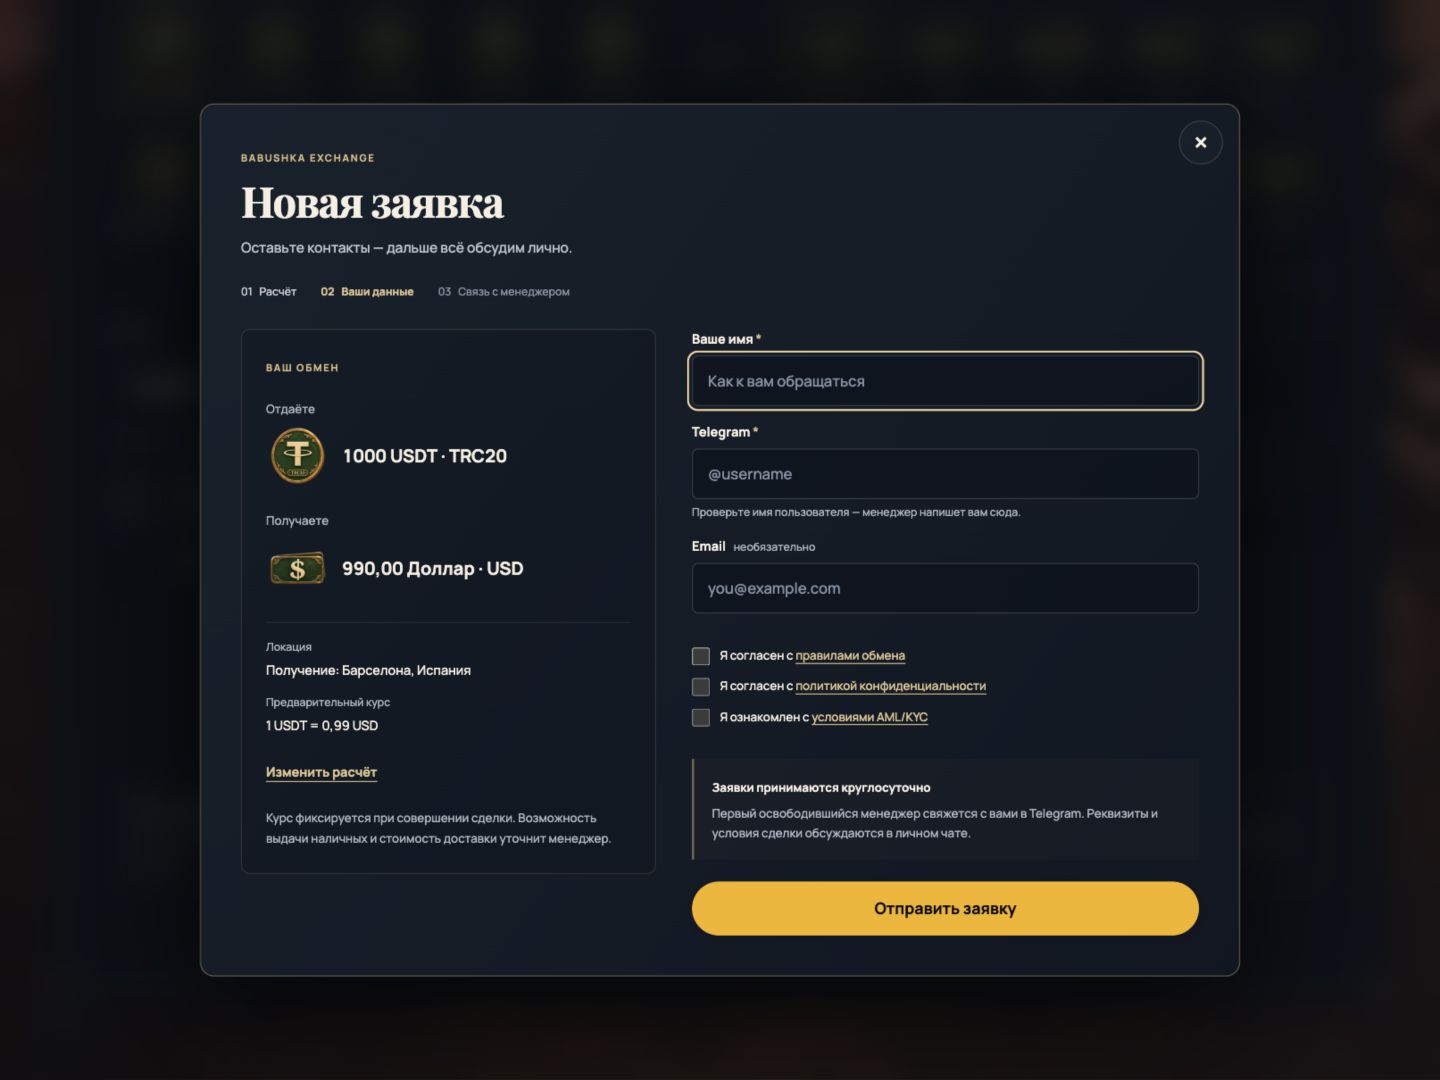 BABUSHKA EXCHANGE
Новая заявка
Оставьте контакты — дальше всё обсудим лично.
01 Расчёт 02 Ваши данные 03 Связь с менеджером
ВАШ ОБМЕН
Отдаёте
T
TRC20
1000 USDT · TRC20
Получаете
$
990,00 Доллар · USD
Локация
Получение: Барселона, Испания
Предварительный курс
1 USDT = 0,99 USD
Изменить расчёт
Курс фиксируется при совершении сделки. Возможность
выдачи наличных и стоимость доставки уточнит менеджер.
Ваше имя *
Как к вам обращаться
Telegram *
@username
Проверьте имя пользователя — менеджер напишет вам сюда.
Email необязательно
you@example.com
Я согласен с правилами обмена
Я согласен с политикой конфиденциальности
Я ознакомлен с условиями AML/KYC
Заявки принимаются круглосуточно
Первый освободившийся менеджер свяжется с вами в Telegram. Реквизиты и
условия сделки обсуждаются в личном чате.
Отправить заявку